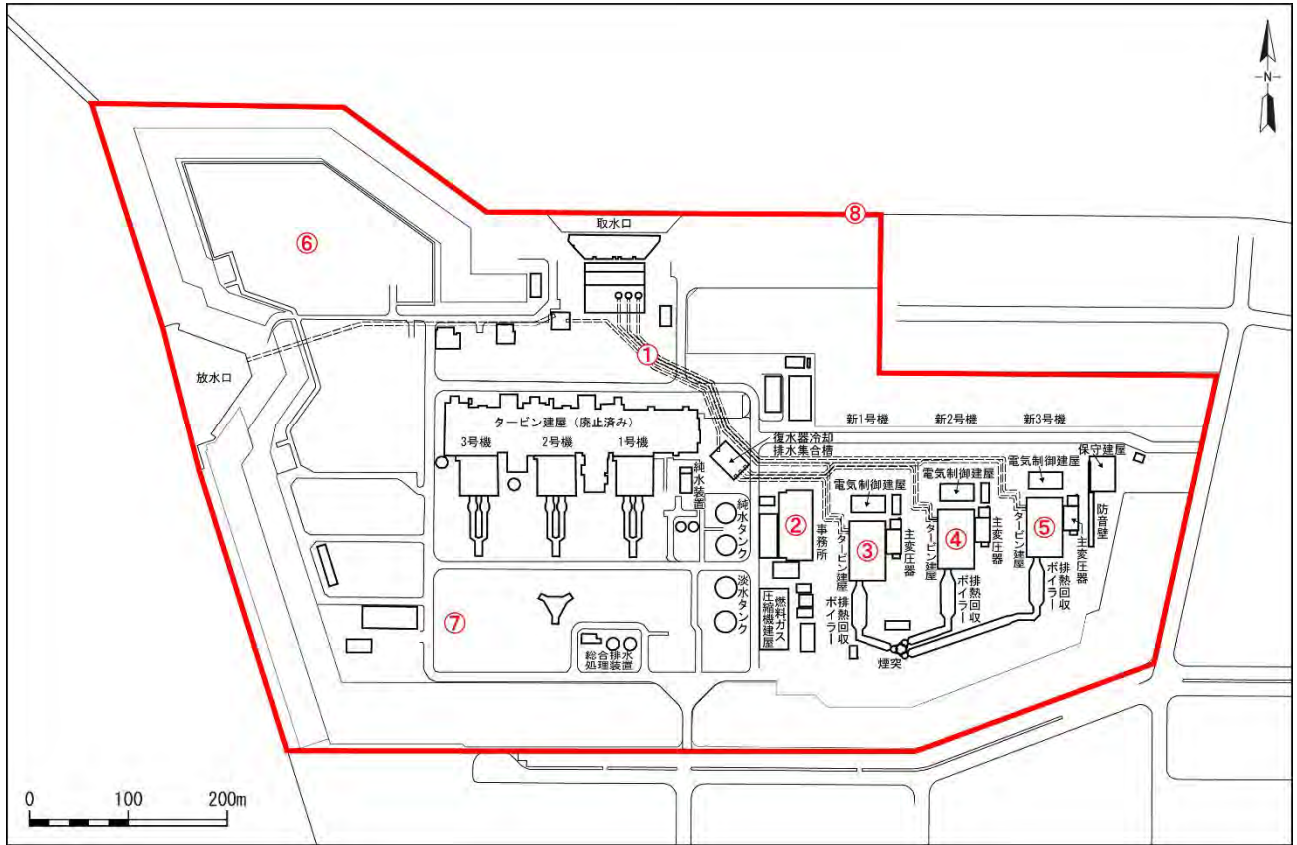 N
⑧
取水口
⑥
①
放水口
タービン建屋(廃止済み)
3号機
2号機
1号機
純水装置
復水器冷却
排水集合槽
新1号機
新2号機
新3号機
保守建屋
電気制御建屋
電気制御建屋
電気制御建屋
防音壁
純水タンク
②
事務所
タービン建屋
③
主変圧器
タービン建屋
④
主変圧器
タービン建屋
⑤
主変圧器
淡水タンク
燃料ガス
圧縮機建屋
排熱回収
ボイラー
排熱回収
ボイラー
排熱回収
ボイラー
煙突
⑦
総合排水
処理装置
0
100
200m